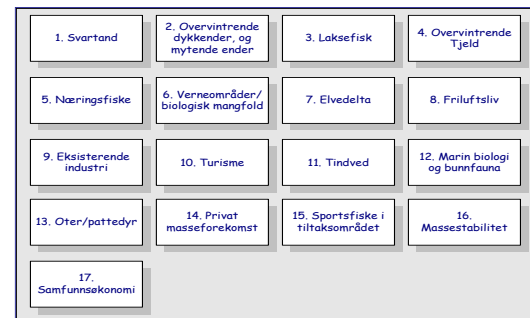 1. Svartand
2. Overvintrende
dykkender, og
mytende ender
3. Laksefisk
4. Overvintrende
Tjeld
5. Næringsfiske
6. Verneområder/
biologisk mangfold
7. Elvedelta
8. Friluftsliv
9. Eksisterende
industri
10. Turisme
11. Tindved
12. Marin biologi
og bunnfauna
13. Oter/pattedyr
14. Privat
masseforekomst
15. Sportsfiske i
tiltaksområdet
16.
Massestabilitet
17.
Samfunnsøkonomi